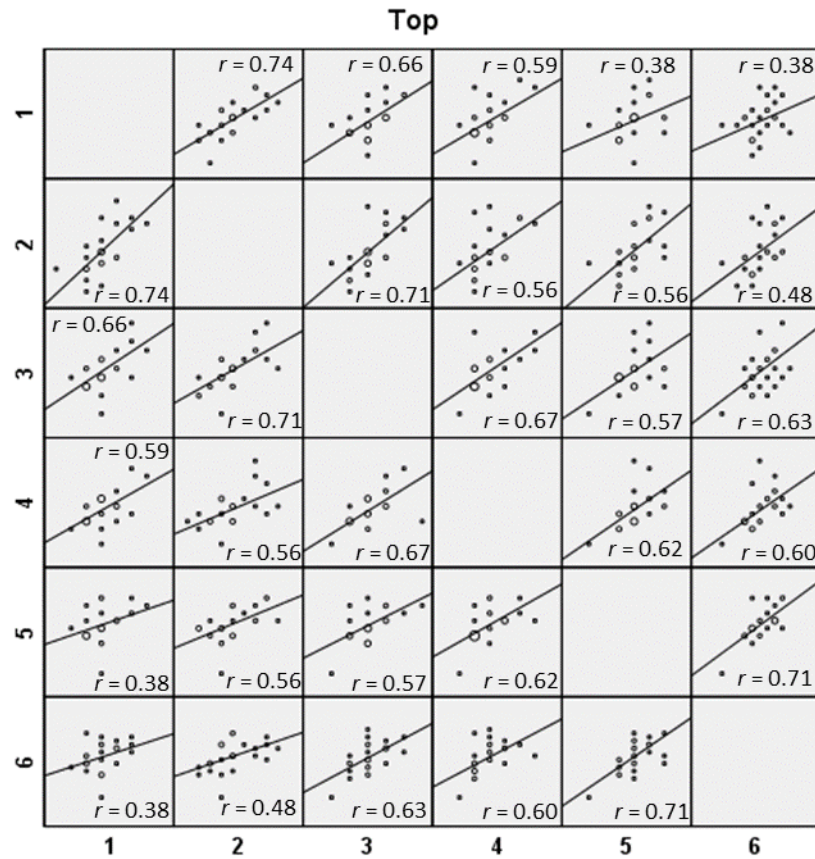 Top
r = 0.74 r = 0.66 r = 0.59 r = 0.38 r = 0.38
1
2
r = 0.74 r = 0.71 r = 0.56 r = 0.56 r = 0.48
r = 0.66
3
r = 0.71 r = 0.67 r = 0.57 r = 0.63
r = 0.59
4
r = 0.56 r = 0.67 r = 0.62 r = 0.60
5
r = 0.38 r = 0.56 r = 0.57 r = 0.62 r = 0.71
6
r = 0.38 r = 0.48 r = 0.63 r = 0.60 r = 0.71
1 2 3 4 5 6